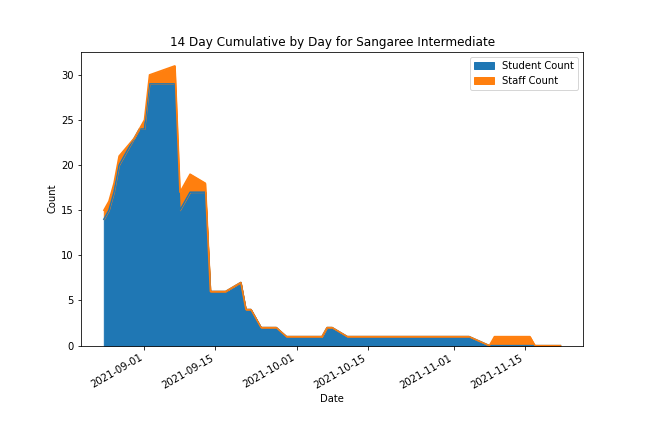 14 Day Cumulative by Day for Sangaree Intermediate
Student Count
Staff Count
30
25
20
15
10
5
0
Count
2021-09-01
2021-09-15
2021-10-01
2021-10-15
2021-11-01
2021-11-15
Date